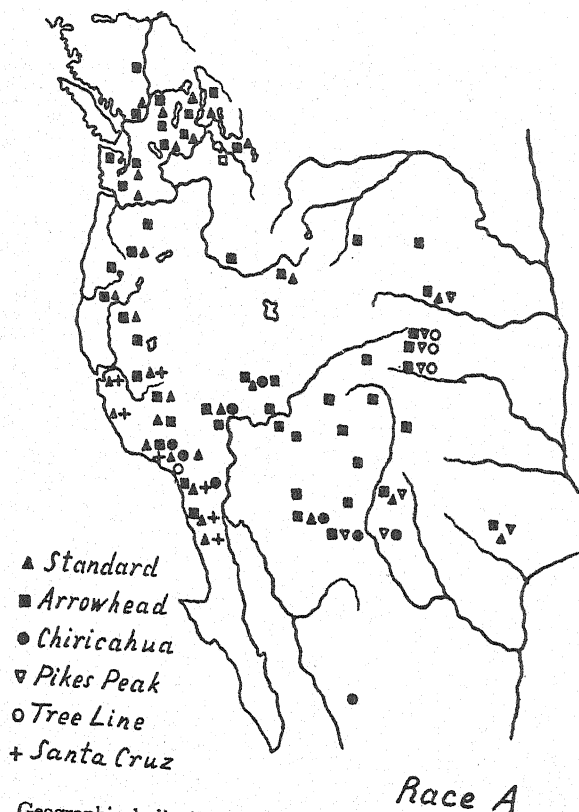 Standard
Arrowhead
Chiricahua
Pikes Peak
Tree Line
Santa Cruz
Race A